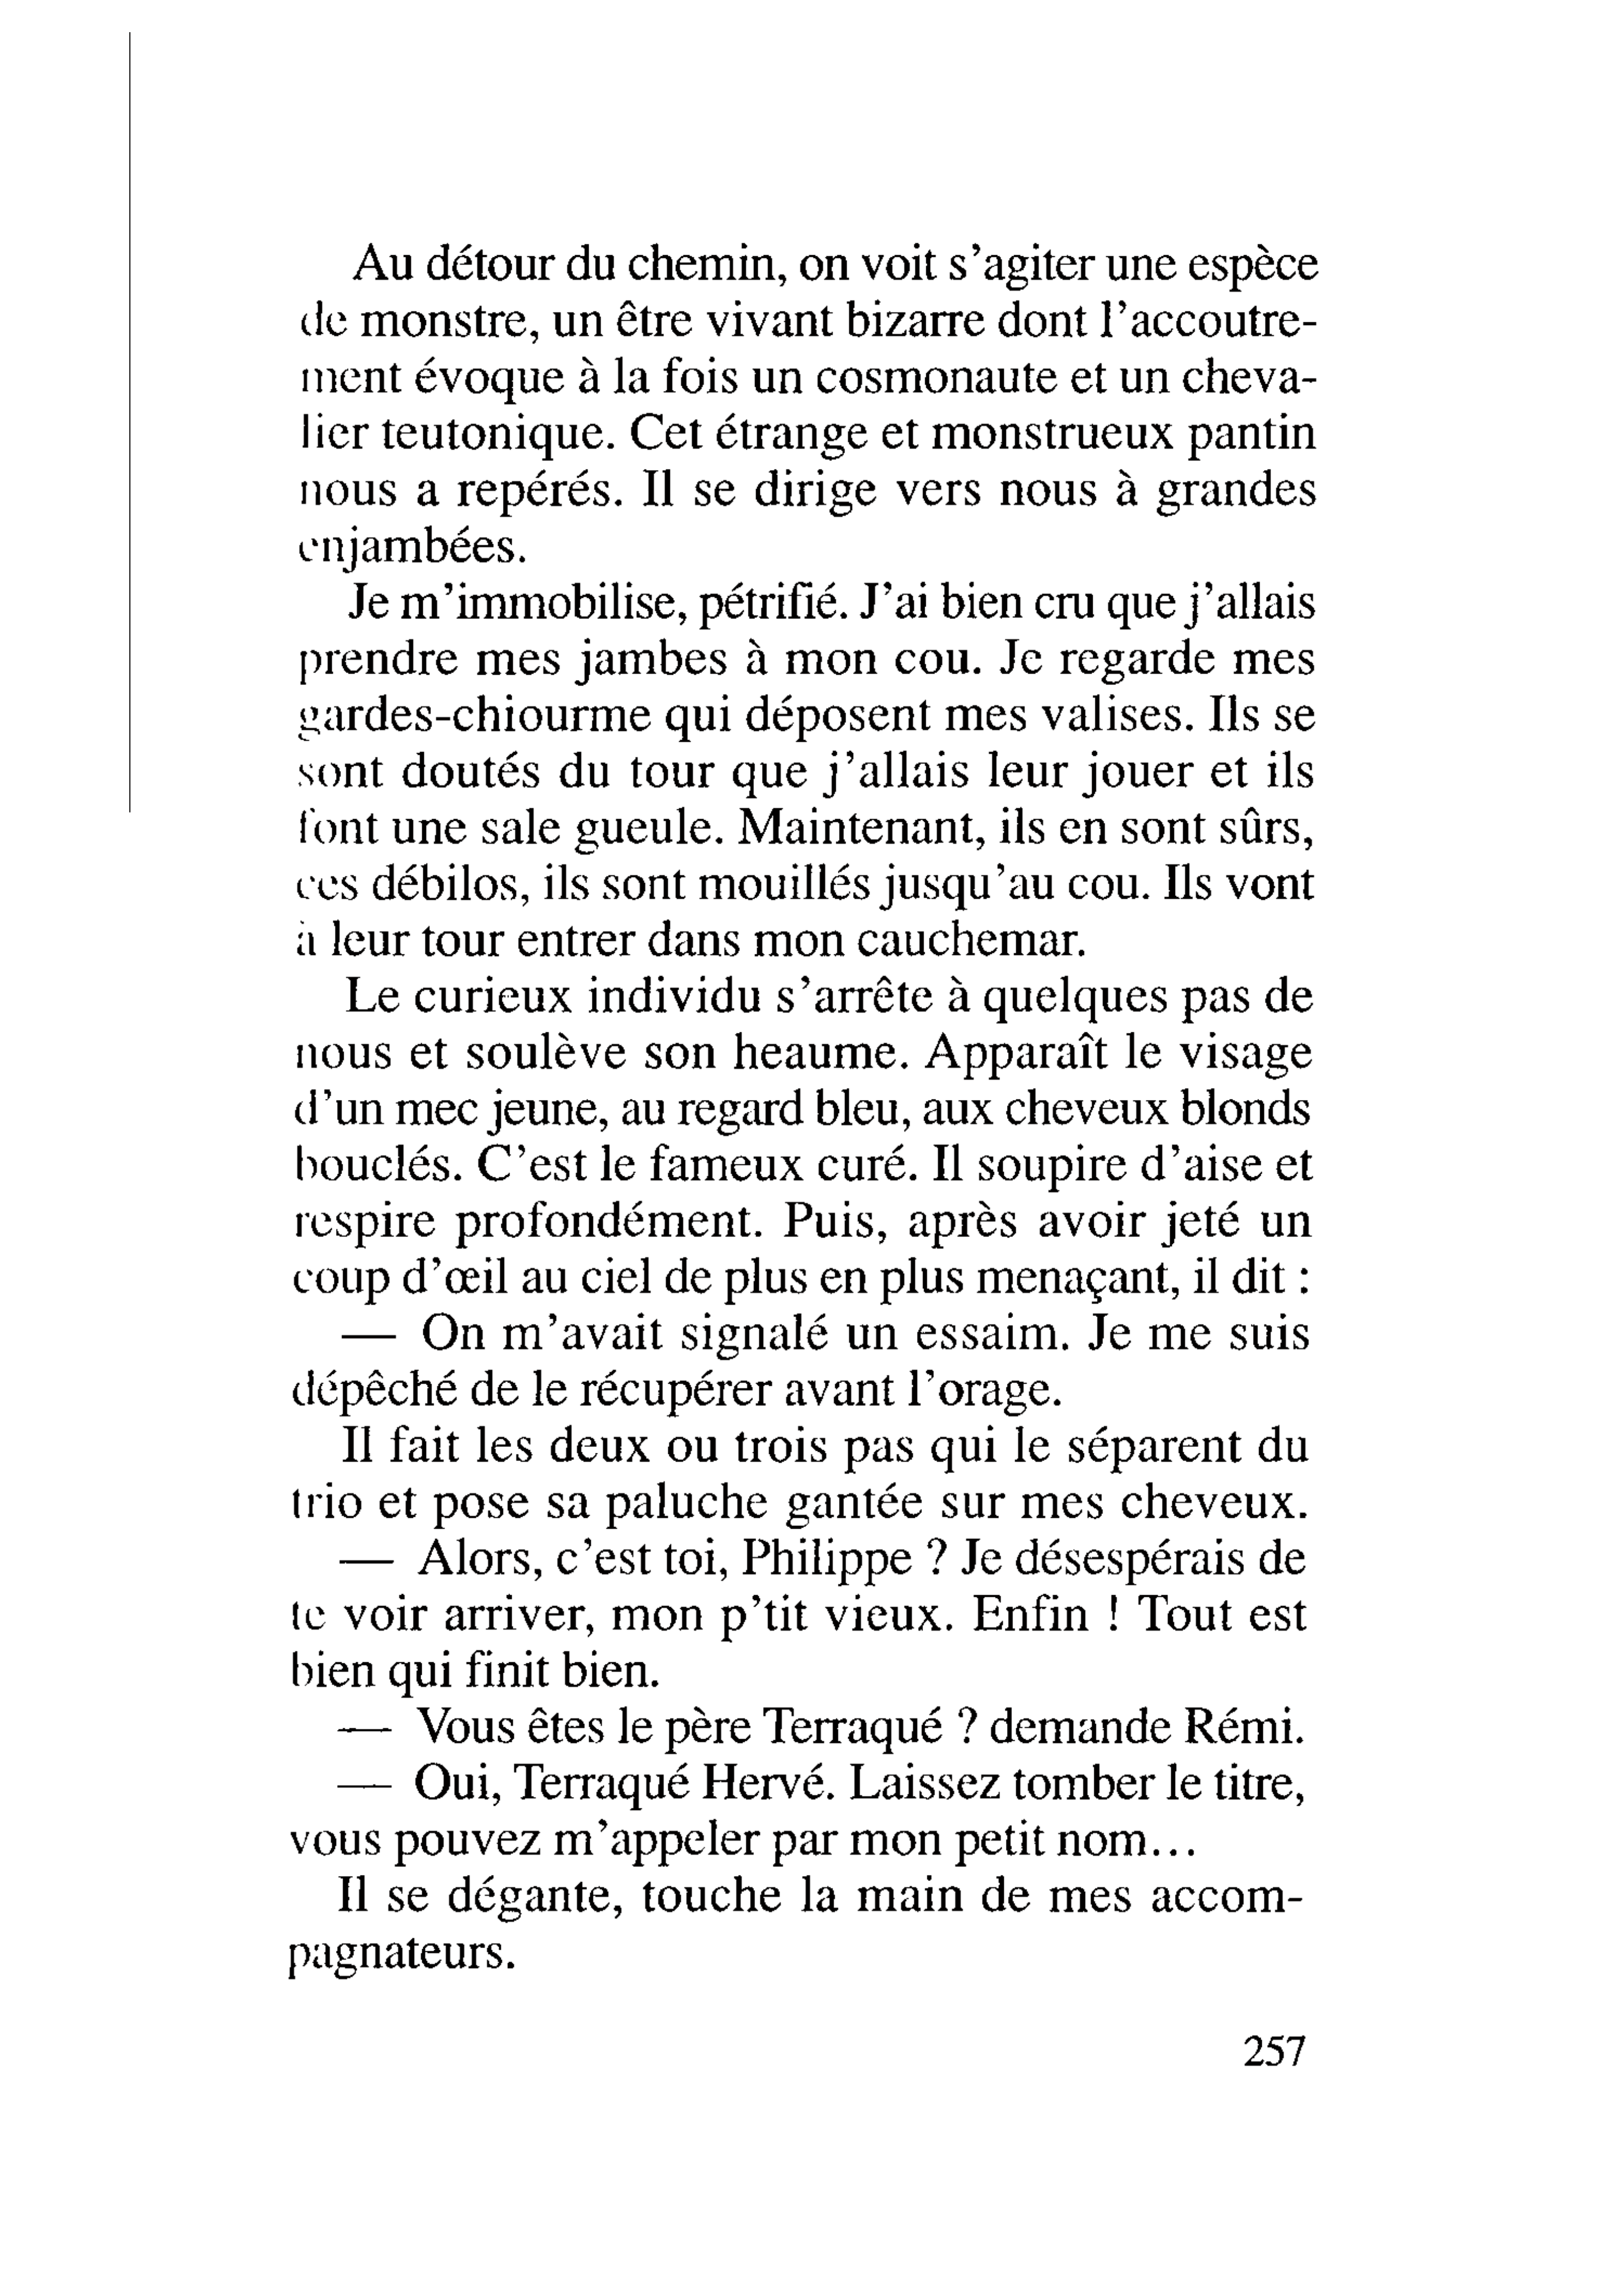 Au détour du chemin, on voit s’agiter une espèce
de monstre, un être vivant bizarre dont l’accoutre-
ment évoque à la fois un cosmonaute et un cheva-
lier teutonique. Cet étrange et monstrueux pantin
nous a repérés. Il se dirige vers nous à grandes
enjambées.
Je m’immobilise, pétrifié. J’ai bien cru que j’allais
prendre mes jambes à mon cou. Je regarde mes
gardes-chiourme qui déposent mes valises. Ils se
sont doutés du tour que j’allais leur jouer et ils
font une sale gueule. Maintenant, ils en sont sûrs,
ces débilos, ils sont mouillés jusqu’au cou. Ils vont
à leur tour entrer dans mon cauchemar.
Le curieux individu s’arrête à quelques pas de
nous et soulève son heaume. Apparaît le visage
d’un mec jeune, au regard bleu, aux cheveux blonds
bouclés. C’est le fameux curé. Il soupire d’aise et
respire profondément. Puis, après avoir jeté un
coup d’œil au ciel de plus en plus menaçant, il dit :
— On m’avait signalé un essaim. Je me suis
dépêché de le récupérer avant l’orage.
Il fait les deux ou trois pas qui le séparent du
trio et pose sa paluche gantée sur mes cheveux.
— Alors, c’est toi, Philippe ? Je désespérais de
te voir arriver, mon p’tit vieux. Enfin ! Tout est
bien qui finit bien.
— Vous êtes le père Terraqué ? demande Rémi.
— Oui, Terraqué Hervé. Laissez tomber le titre,
vous pouvez m’appeler par mon petit nom...
Il se dégante, touche la main de mes accom-
pagnateurs.
257